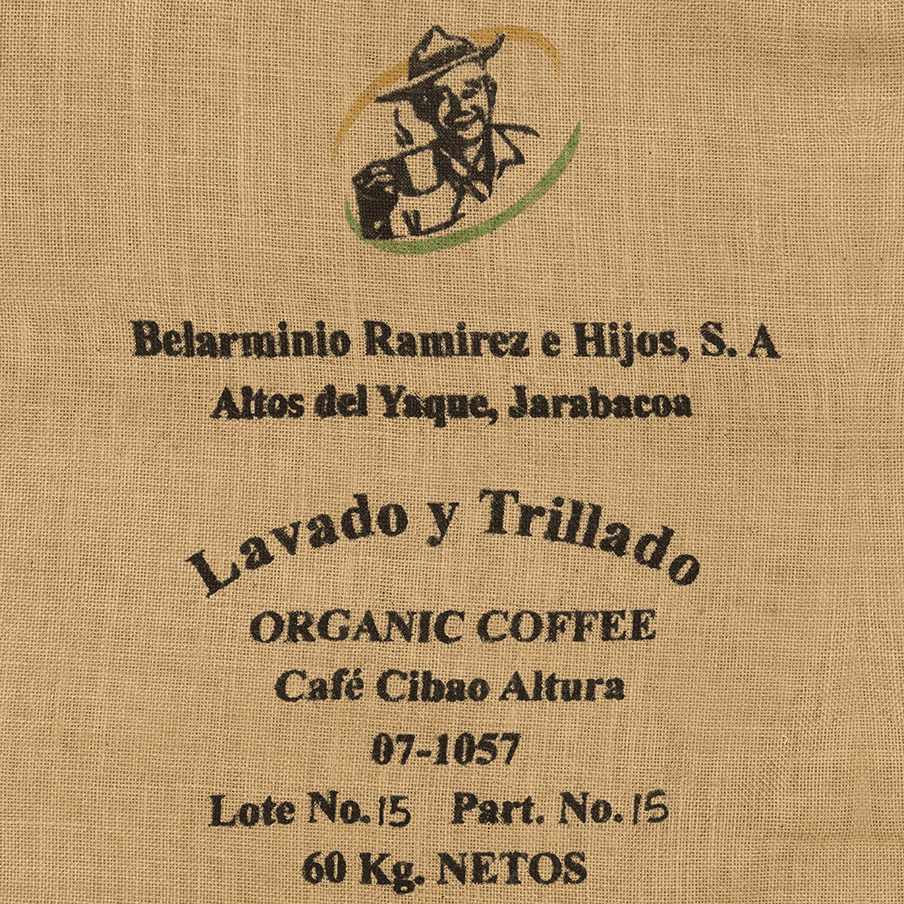 Belarminio Ramirez e Hijos, S. A
Altos del Yaque, Jarabacoa
Lavado y Trillado
ORGANIC COFFEE
Café Cibao Altura
07-1057
Lote No. 15 Part. No. 15
60 Kg. NETOS